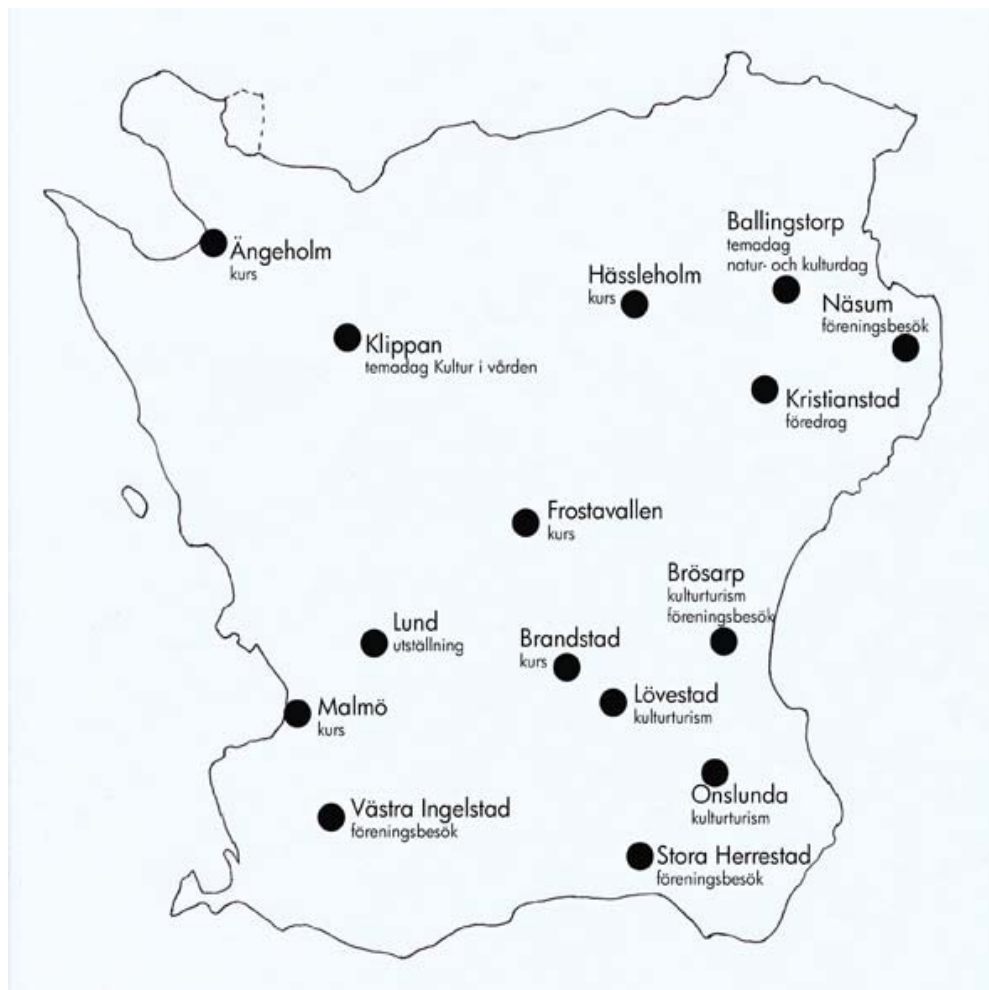 Ballingstorp
temadag
natur- och kulturdag
Ängeholm
kurs
Hässleholm
kurs
Näsum
föreningsbesök
Klippan
temadag Kultur i vården
Kristianstad
föredrag
Frostavallen
kurs
Brösarp
kulturturism
föreningsbesök
Lund
utställning
Brandstad
kurs
Lövestad
kulturturism
Malmö
kurs
Onslunda
kulturturism
Västra Ingelstad
föreningsbesök
Stora Herrestad
föreningsbesök